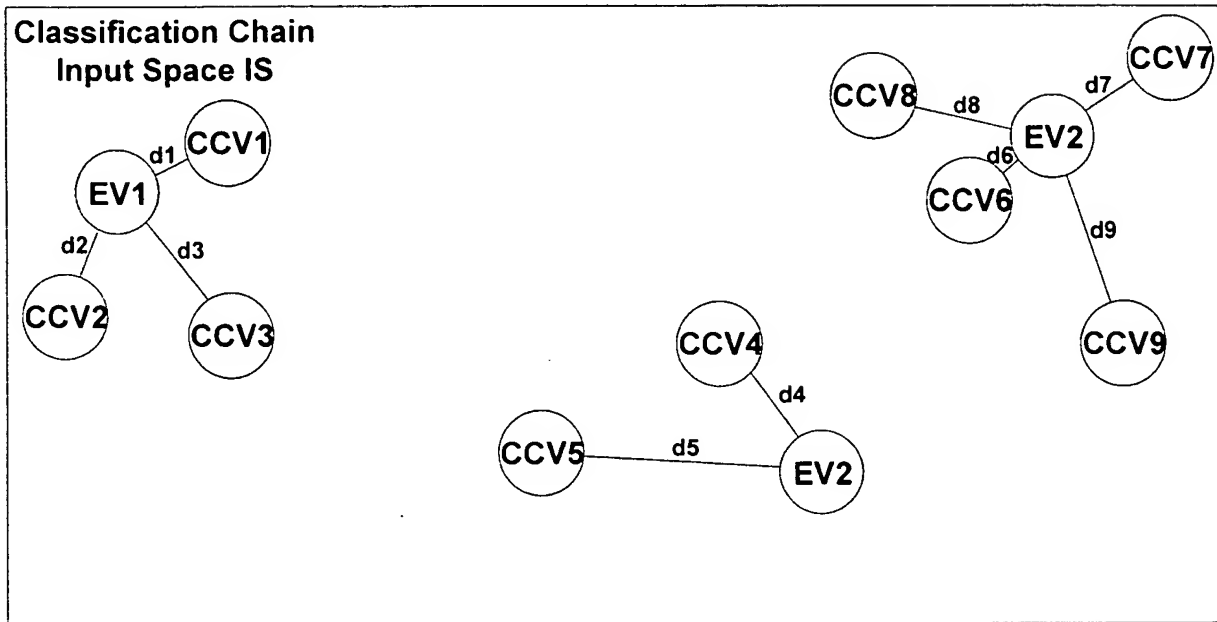 Classification Chain
Input Space IS
CCV1
d1
EV1
d2
d3
CCV2
CCV3
CCV7
CCV8
d7
d8
EV2
d6
CCV6
d9
CCV9
CCV4
d4
CCV5
d5
EV2